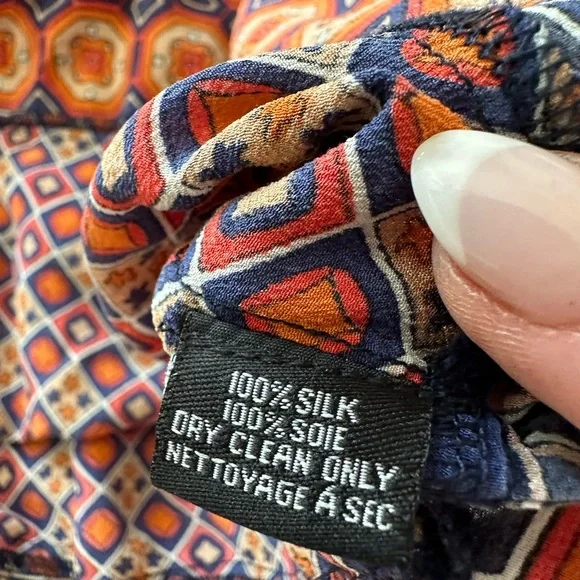 100% SILK
100% SOIE
DRY CLEAN ONLY
NETTOYAGE Á SEC